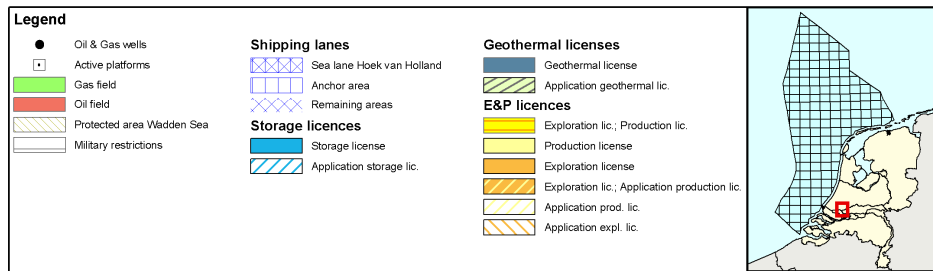 Legend
Oil & Gas wells
Active platforms
Gas field
Oil field
Protected area Wadden Sea
Military restrictions
Shipping lanes
Sea lane Hoek van Holland
Anchor area
Remaining areas
Storage licences
Storage license
Application storage lic.
Geothermal licenses
Geothermal license
Application geothermal lic.
E&P licences
Exploration lic.; Production lic.
Production license
Exploration license
Exploration lic.; Application production lic.
Application prod. lic.
Application expl. lic.